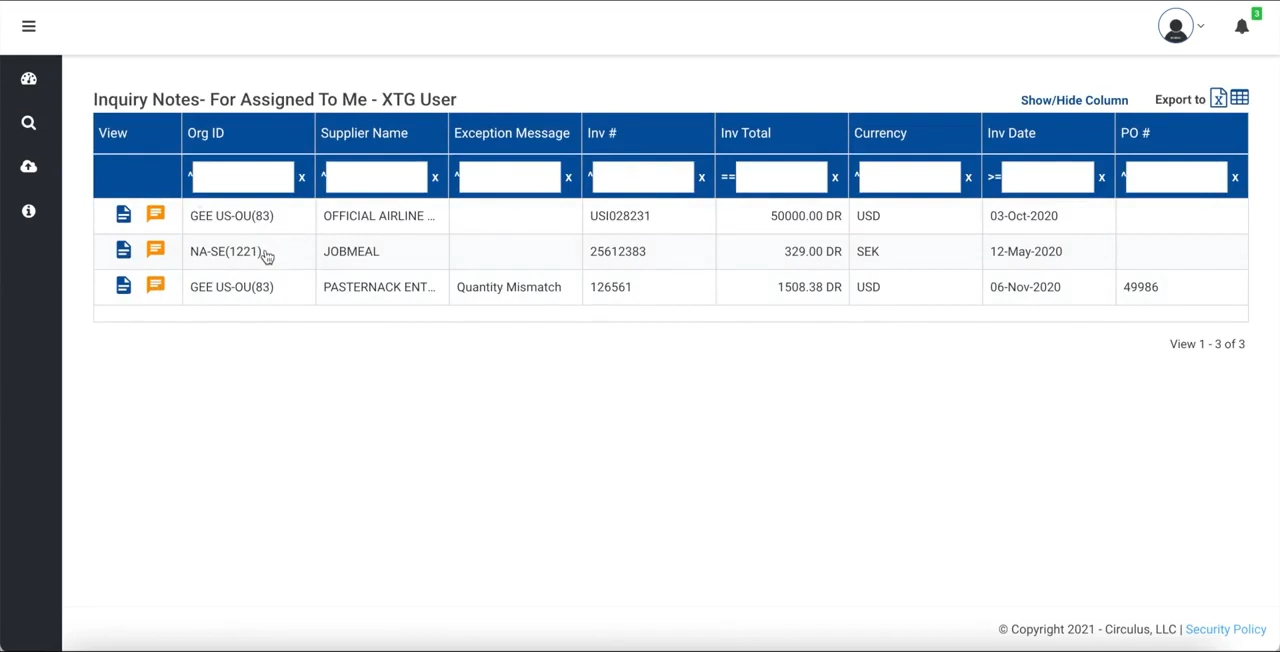 3
Inquiry Notes- For Assigned To Me - XTG User
Show/Hide Column Export to X
View Org ID Supplier Name Exception Message Inv # Inv Total Currency Inv Date PO #
^ x ^ x ^ x ^ x == x ^ x >= x ^ x
GEE US-OU(83) OFFICIAL AIRLINE ... USI028231 50000.00 DR USD 03-Oct-2020
NA-SE(1221) JOBMEAL 25612383 329.00 DR SEK 12-May-2020
GEE US-OU(83) PASTERNACK ENT... Quantity Mismatch 126561 1508.38 DR USD 06-Nov-2020 49986
View 1 - 3 of 3
© Copyright 2021 - Circulus, LLC | Security Policy